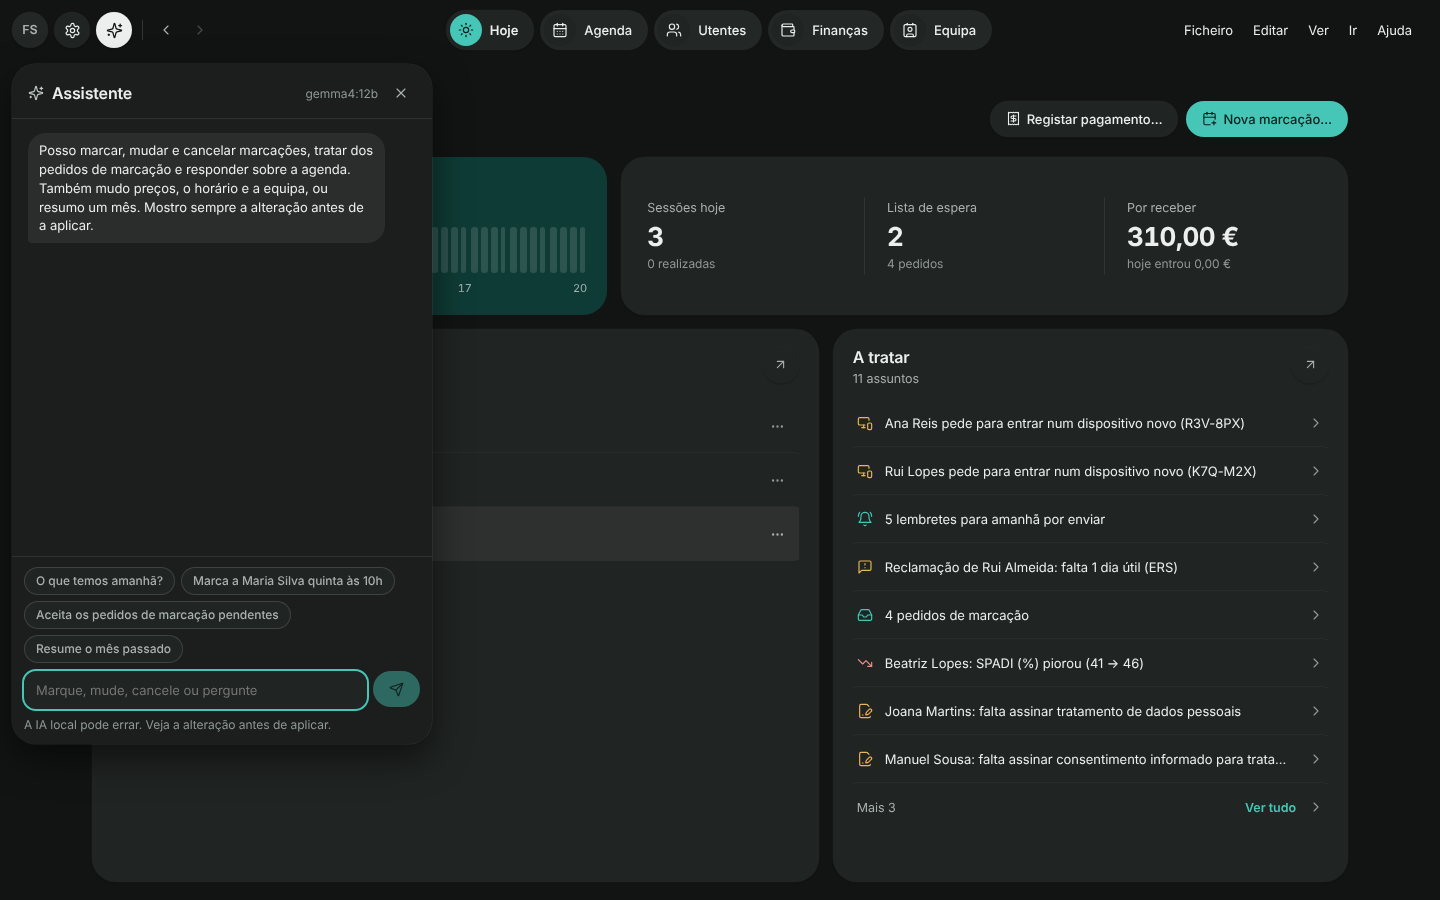 FS
Hoje
Agenda
Utentes
Finanças
Equipa
Ficheiro
Editar
Ver
Ir
Ajuda
Assistente
gemma4:12b
Posso marcar, mudar e cancelar marcações, tratar dos
pedidos de marcação e responder sobre a agenda.
Também mudo preços, o horário e a equipa, ou
resumo um mês. Mostro sempre a alteração antes de
a aplicar.
O que temos amanhã?
Marca a Maria Silva quinta às 10h
Aceita os pedidos de marcação pendentes
Resume o mês passado
Marque, mude, cancele ou pergunte
A IA local pode errar. Veja a alteração antes de aplicar.
Registar pagamento...
Nova marcação...
17
20
Sessões hoje
3
0 realizadas
Lista de espera
2
4 pedidos
Por receber
310,00 €
hoje entrou 0,00 €
A tratar
11 assuntos
Ana Reis pede para entrar num dispositivo novo (R3V-8PX)
Rui Lopes pede para entrar num dispositivo novo (K7Q-M2X)
5 lembretes para amanhã por enviar
Reclamação de Rui Almeida: falta 1 dia útil (ERS)
4 pedidos de marcação
Beatriz Lopes: SPADI (%) piorou (41 → 46)
Joana Martins: falta assinar tratamento de dados pessoais
Manuel Sousa: falta assinar consentimento informado para trata...
Mais 3
Ver tudo